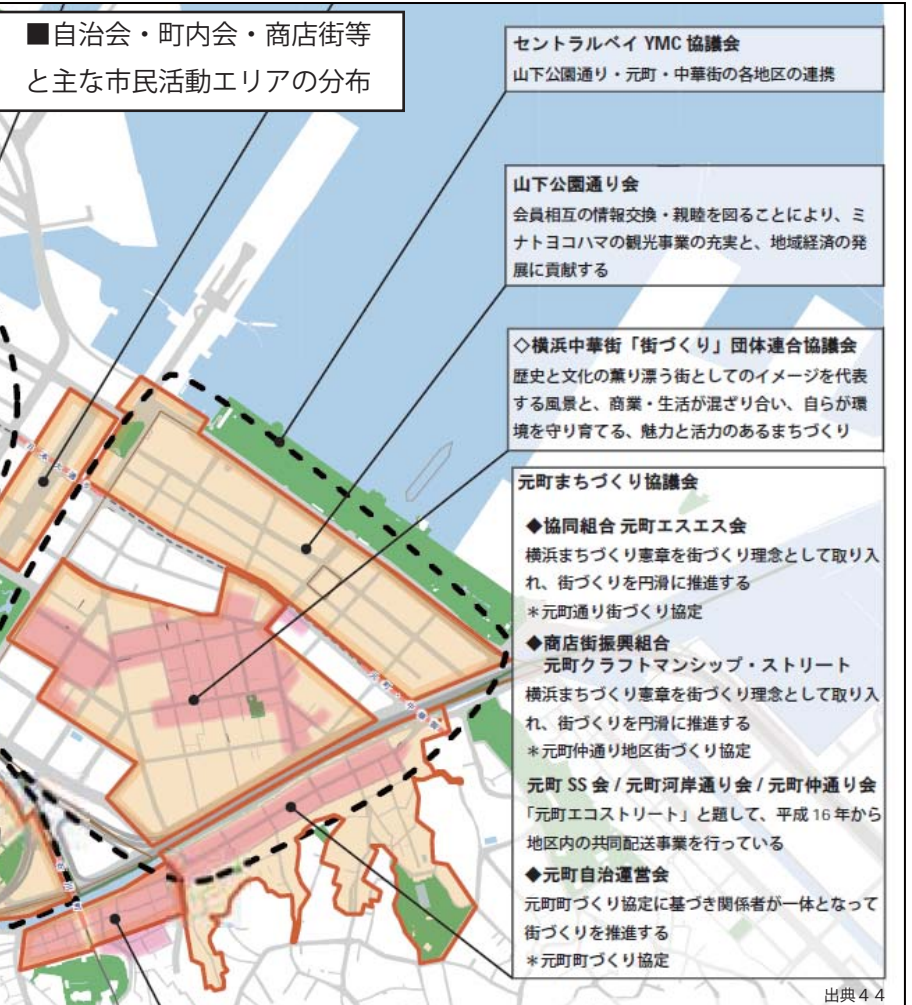 ■自治会・町内会・商店街等
と主な市民活動エリアの分布
セントラルベイ YMC 協議会
山下公園通り・元町・中華街の各地区の連携
山下公園通り会
会員相互の情報交換・親睦を図ることにより、ミ
ナトヨコハマの観光事業の充実と、地域経済の発
展に貢献する
◇横浜中華街「街づくり」団体連合協議会
歴史と文化の薫り漂う街としてのイメージを代表
する風景と、商業・生活が混ざり合い、自らが環
境を守り育てる、魅力と活力のあるまちづくり
元町まちづくり協議会
◆協同組合 元町エスエス会
横浜まちづくり憲章を街づくり理念として取り入
れ、街づくりを円滑に推進する
＊元町通り街づくり協定
◆商店街振興組合
元町クラフトマンシップ・ストリート
横浜まちづくり憲章を街づくり理念として取り入
れ、街づくりを円滑に推進する
＊元町仲通り地区街づくり協定
元町 SS 会 / 元町河岸通り会 / 元町仲通り会
「元町エコストリート」と題して、平成 16 年から
地区内の共同配送事業を行っている
◆元町自治運営会
元町町づくり協定に基づき関係者が一体となって
街づくりを推進する
＊元町町づくり協定
出典４４
日本大通り
元町・中華街